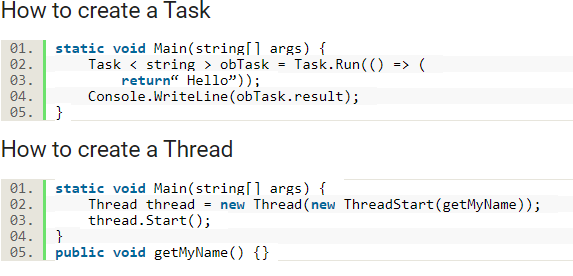 How to create a Task
01. static void Main(string[] args) {
02. Task < string > obTask = Task.Run(() => (
03. return“ Hello”));
04. Console.WriteLine(obTask.result);
05. }
How to create a Thread
01. static void Main(string[] args) {
02. Thread thread = new Thread(new ThreadStart(getMyName));
03. thread.Start();
04. }
05. public void getMyName() {}